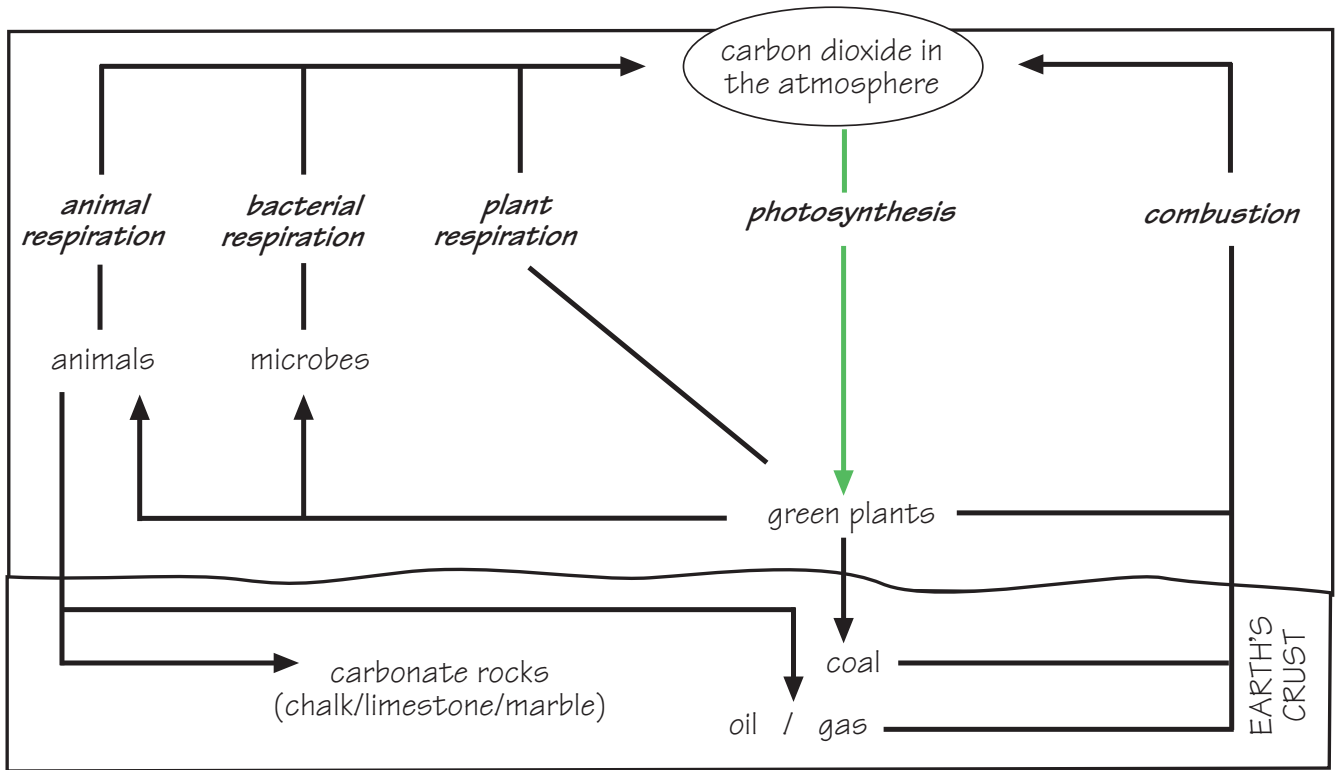 carbon dioxide in
the atmosphere
animal
respiration
bacterial
respiration
plant
respiration
photosynthesis
combustion
animals
microbes
green plants
carbonate rocks
(chalk/limestone/marble)
coal
oil / gas
EARTH'S
CRUST